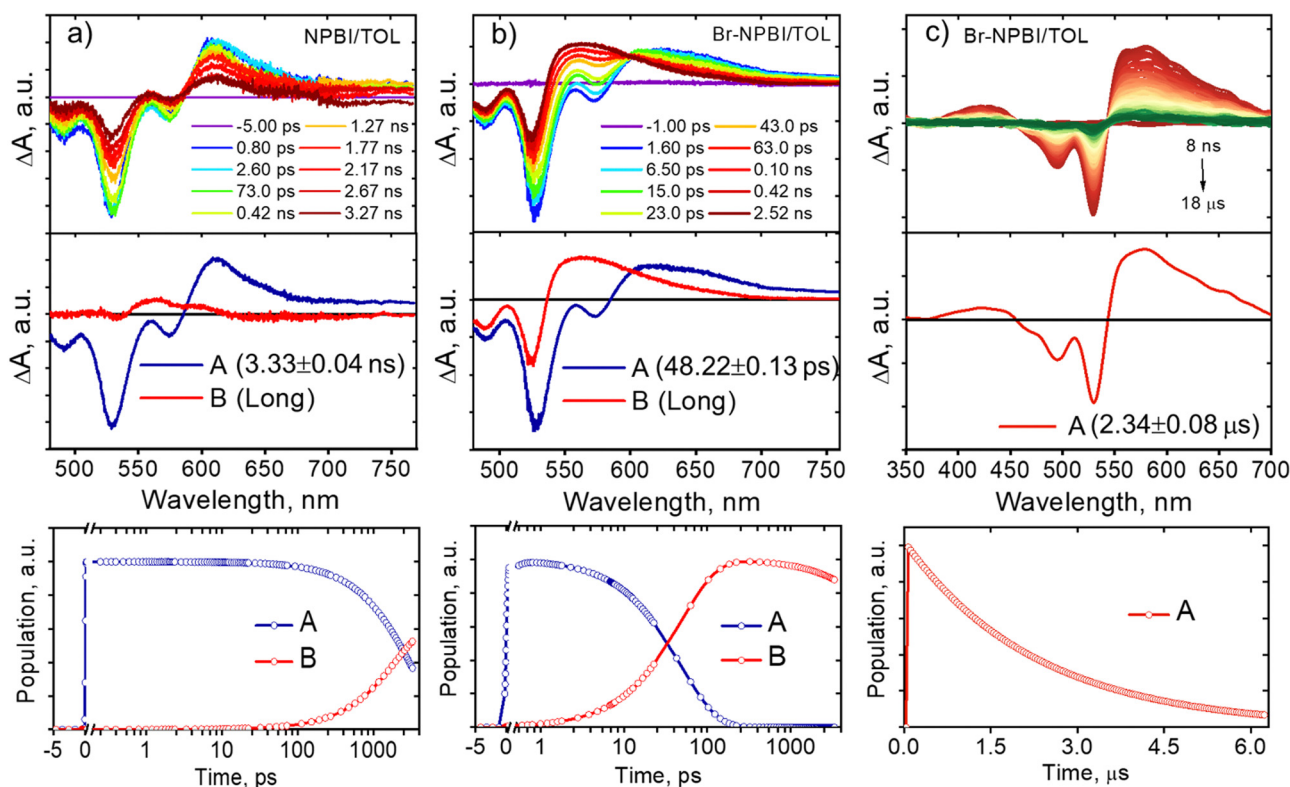 a)
NPBI/TOL
-5.00 ps
1.27 ns
0.80 ps
1.77 ns
2.60 ps
2.17 ns
73.0 ps
2.67 ns
0.42 ns
3.27 ns
ΔA, a.u.
A (3.33±0.04 ns)
B (Long)
ΔA, a.u.
500 550 600 650 700 750
Wavelength, nm
A
B
Population, a.u.
-5 0 1 10 100 1000
Time, ps
b)
Br-NPBI/TOL
-1.00 ps
43.0 ps
1.60 ps
63.0 ps
6.50 ps
0.10 ns
15.0 ps
0.42 ns
23.0 ps
2.52 ns
ΔA, a.u.
A (48.22±0.13 ps)
B (Long)
ΔA, a.u.
500 550 600 650 700 750
Wavelength, nm
A
B
Population, a.u.
-5 0 1 10 100 1000
Time, ps
c)
Br-NPBI/TOL
8 ns
18 μs
ΔA, a.u.
A (2.34±0.08 μs)
ΔA, a.u.
350 400 450 500 550 600 650 700
Wavelength, nm
A
Population, a.u.
0.0 1.5 3.0 4.5 6.0
Time, μs